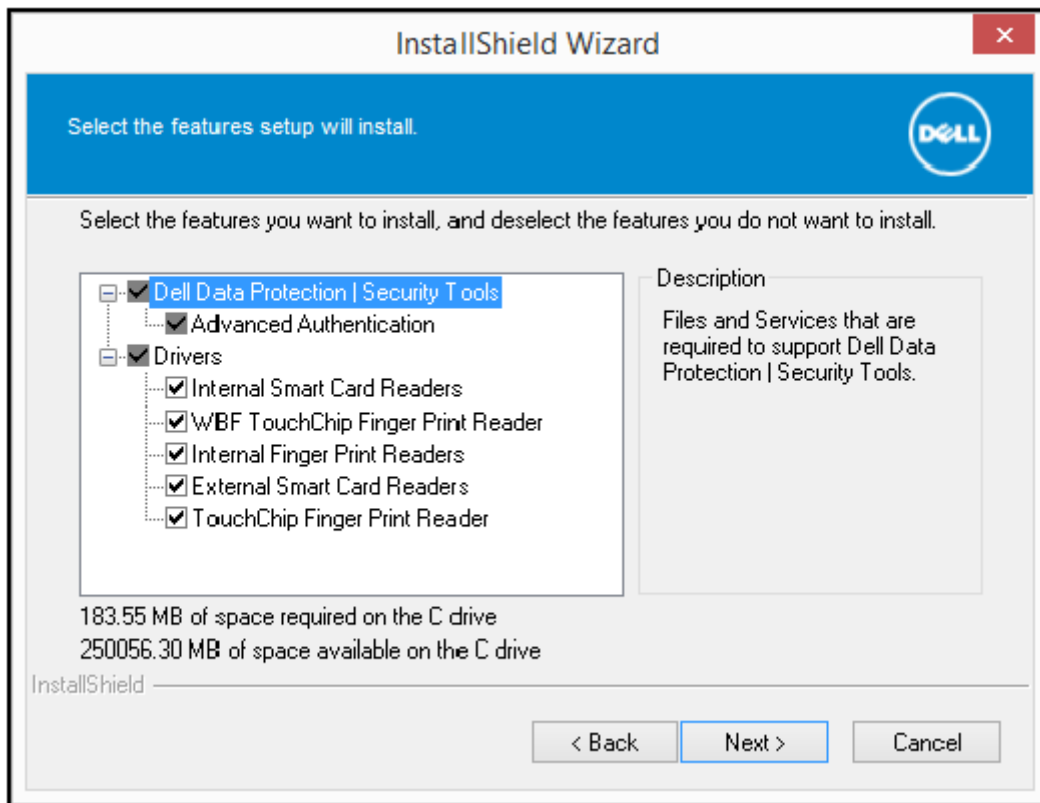 InstallShield Wizard
Select the features setup will install.
DELL
Select the features you want to install, and deselect the features you do not want to install.
Dell Data Protection | Security Tools
Advanced Authentication
Drivers
Internal Smart Card Readers
WBF TouchChip Finger Print Reader
Internal Finger Print Readers
External Smart Card Readers
TouchChip Finger Print Reader
Description
Files and Services that are
required to support Dell Data
Protection | Security Tools.
183.55 MB of space required on the C drive
250056.30 MB of space available on the C drive
InstallShield
< Back
Next >
Cancel